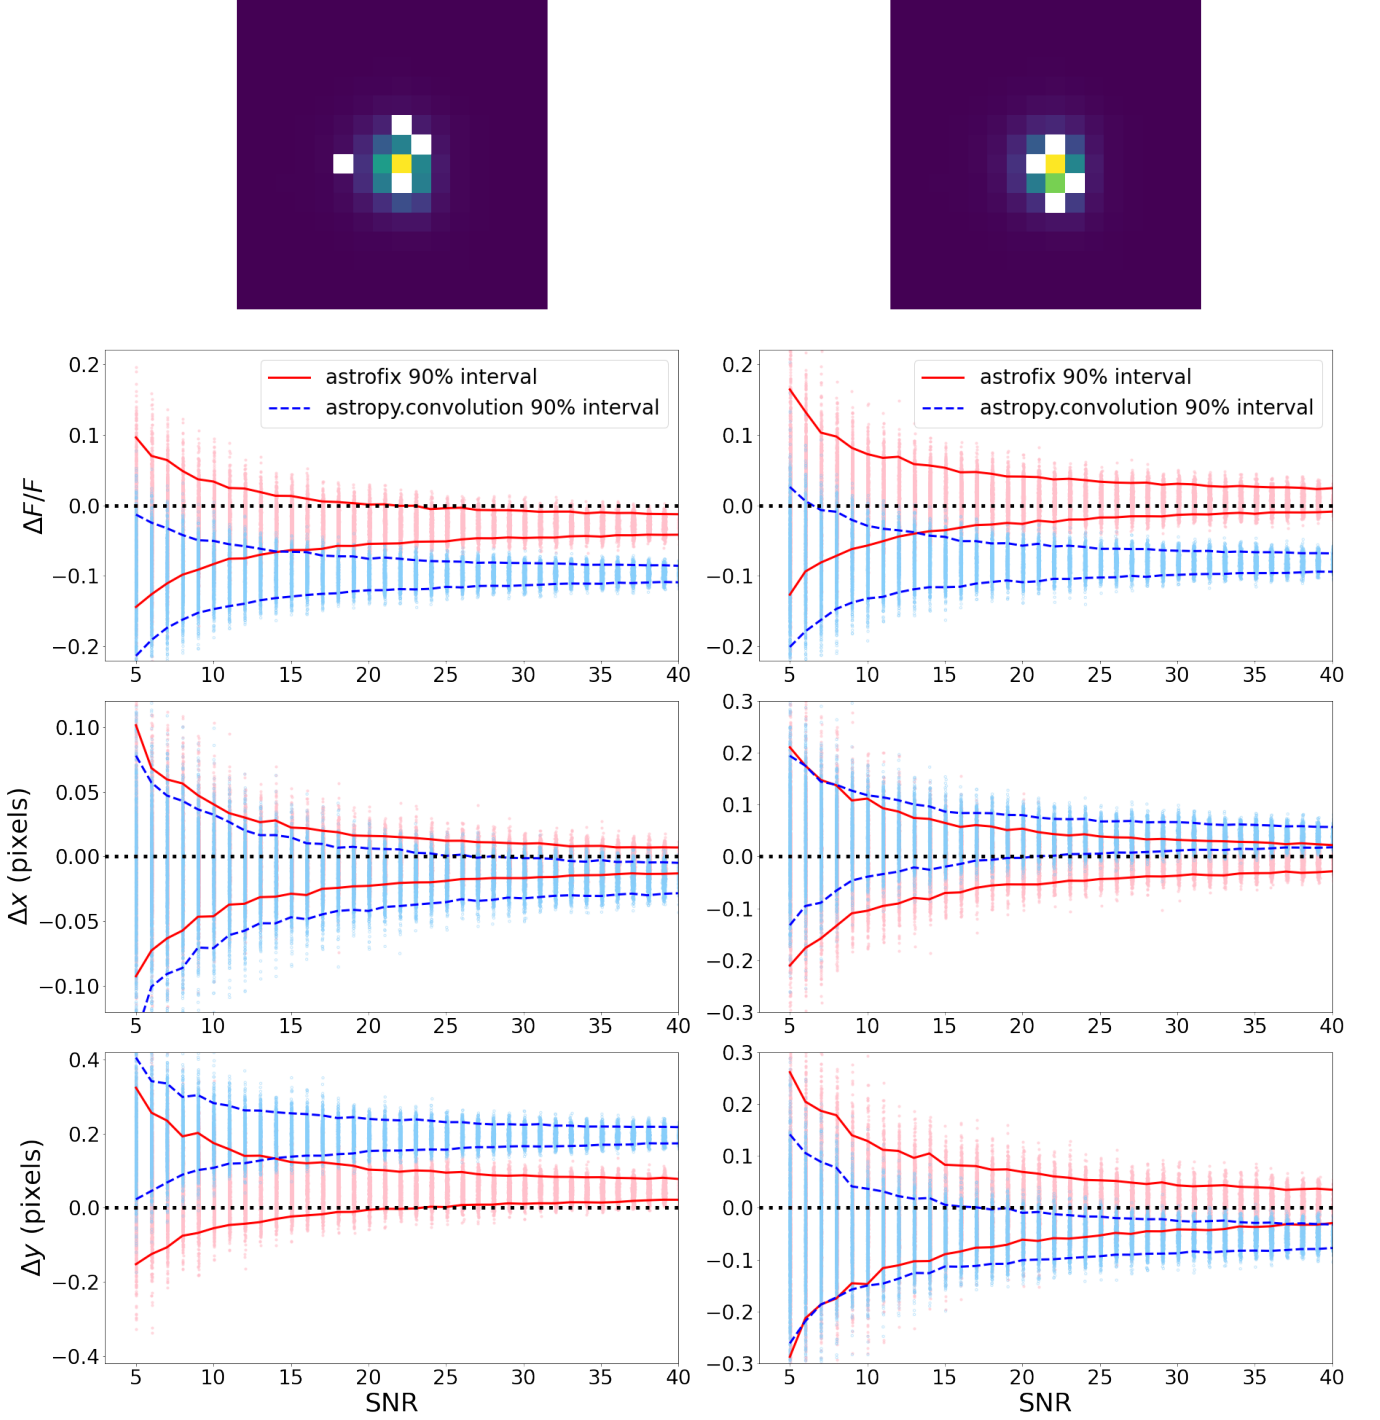 astrofix 90% interval
astropy.convolution 90% interval
astrofix 90% interval
astropy.convolution 90% interval
ΔF/F
0.2
0.1
0.0
−0.1
−0.2
5 10 15 20 25 30 35 40
0.2
0.1
0.0
−0.1
−0.2
5 10 15 20 25 30 35 40
Δx (pixels)
0.10
0.05
0.00
−0.05
−0.10
5 10 15 20 25 30 35 40
0.3
0.2
0.1
0.0
−0.1
−0.2
−0.3
5 10 15 20 25 30 35 40
Δy (pixels)
0.4
0.2
0.0
−0.2
−0.4
5 10 15 20 25 30 35 40
SNR
0.3
0.2
0.1
0.0
−0.1
−0.2
−0.3
5 10 15 20 25 30 35 40
SNR